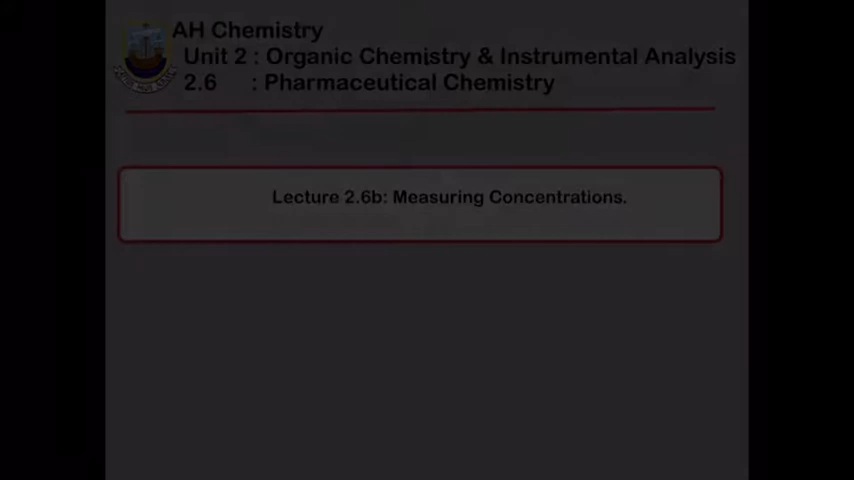 AH Chemistry
Unit 2 : Organic Chemistry & Instrumental Analysis
2.6 : Pharmaceutical Chemistry
Lecture 2.6b: Measuring Concentrations.